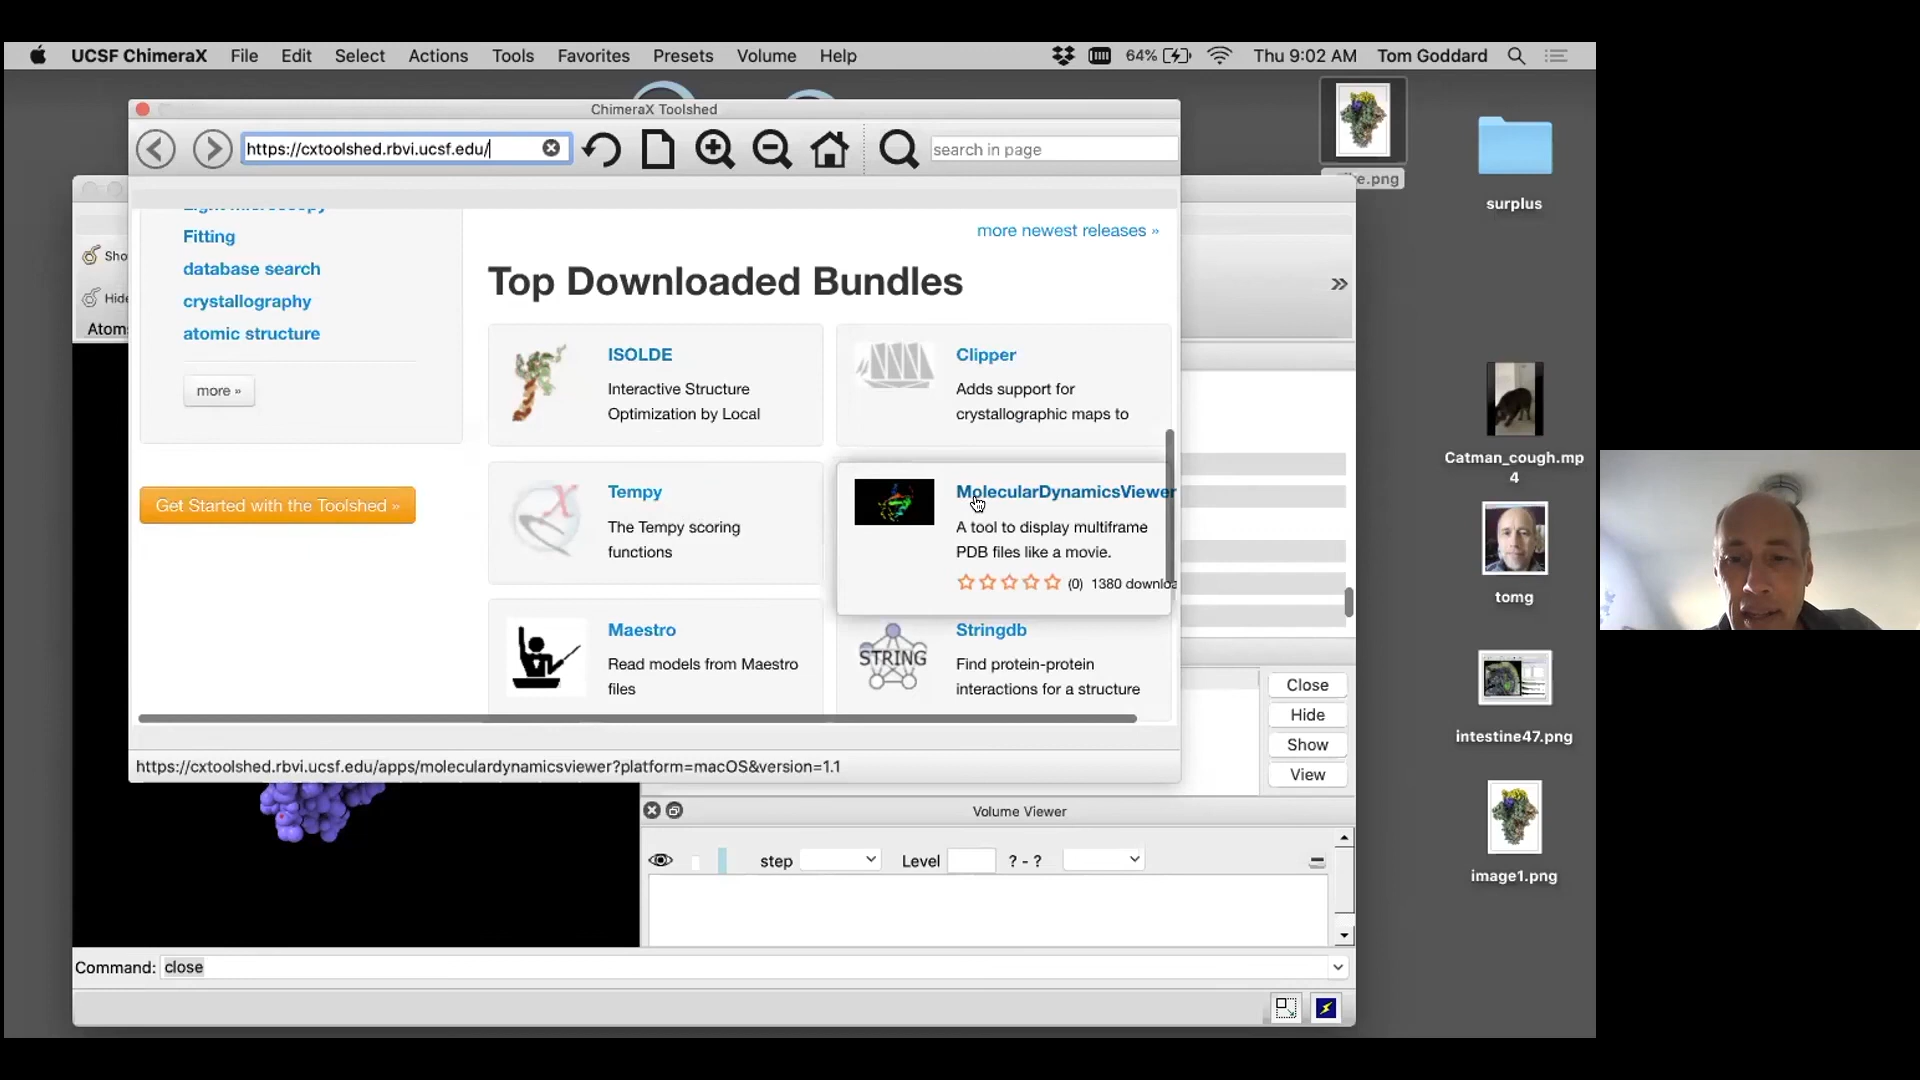 UCSF ChimeraX File Edit Select Actions Tools Favorites Presets Volume Help 64% Thu 9:02 AM Tom Goddard
ChimeraX Toolshed
https://cxtoolshed.rbvi.ucsf.edu/
search in page
Fitting
database search
crystallography
atomic structure
more »
Get Started with the Toolshed »
more newest releases »
Top Downloaded Bundles
ISOLDE
Interactive Structure
Optimization by Local
Clipper
Adds support for
crystallographic maps to
Tempy
The Tempy scoring
functions
MolecularDynamicsViewer
A tool to display multiframe
PDB files like a movie.
(0) 1380 downloa
Maestro
Read models from Maestro
files
STRING
Stringdb
Find protein-protein
interactions for a structure
https://cxtoolshed.rbvi.ucsf.edu/apps/moleculardynamicsviewer?platform=macOS&version=1.1
Sho
Hide
Atom
»
Close
Hide
Show
View
Volume Viewer
step Level ? - ?
Command: close
surplus
Catman_cough.mp
4
tomg
intestine47.png
image1.png